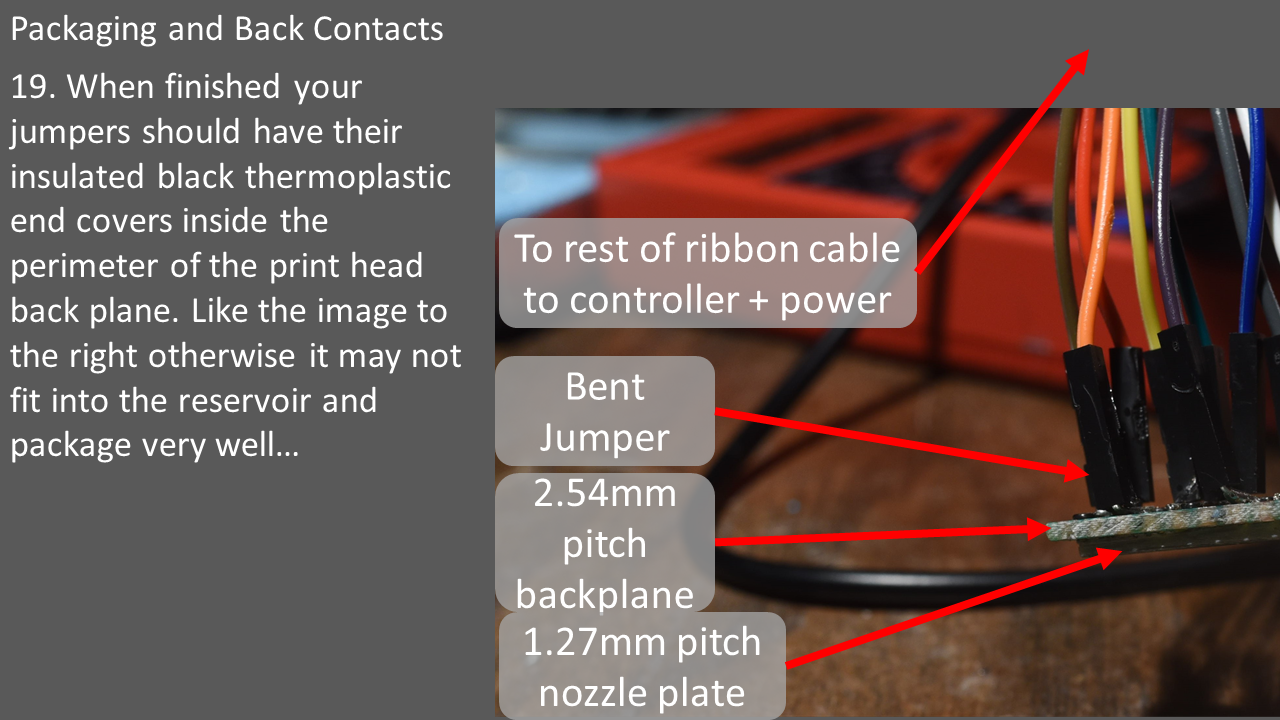 Packaging and Back Contacts
19. When finished your
jumpers should have their
insulated black thermoplastic
end covers inside the
perimeter of the print head
back plane. Like the image to
the right otherwise it may not
fit into the reservoir and
package very well…
To rest of ribbon cable
to controller + power
Bent
Jumper
2.54mm
pitch
backplane
1.27mm pitch
nozzle plate